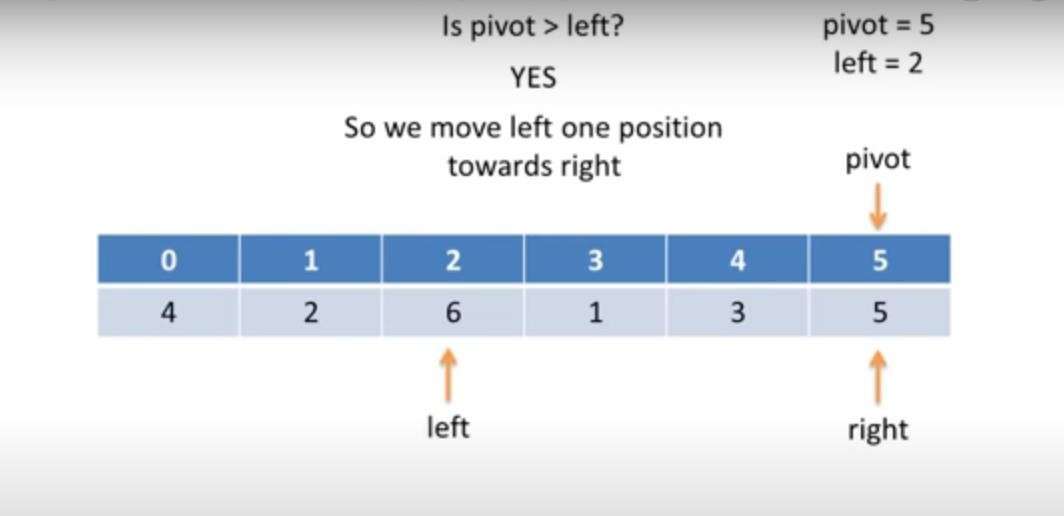 Is pivot > left?
pivot = 5
YES
left = 2
So we move left one position
towards right
pivot
0 1 2 3 4 5
4 2 6 1 3 5
left
right